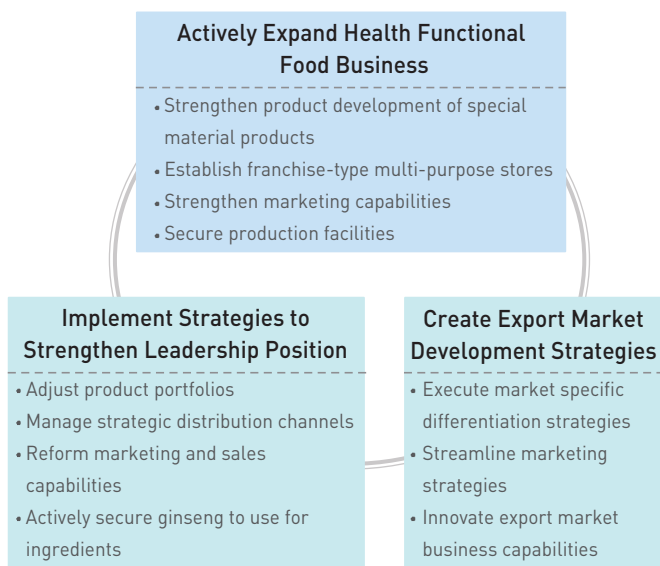 Actively Expand Health Functional
Food Business
• Strengthen product development of special
material products
• Establish franchise-type multi-purpose stores
• Strengthen marketing capabilities
• Secure production facilities
Implement Strategies to
Strengthen Leadership Position
• Adjust product portfolios
• Manage strategic distribution channels
• Reform marketing and sales
capabilities
• Actively secure ginseng to use for
ingredients
Create Export Market
Development Strategies
• Execute market specific
differentiation strategies
• Streamline marketing
strategies
• Innovate export market
business capabilities